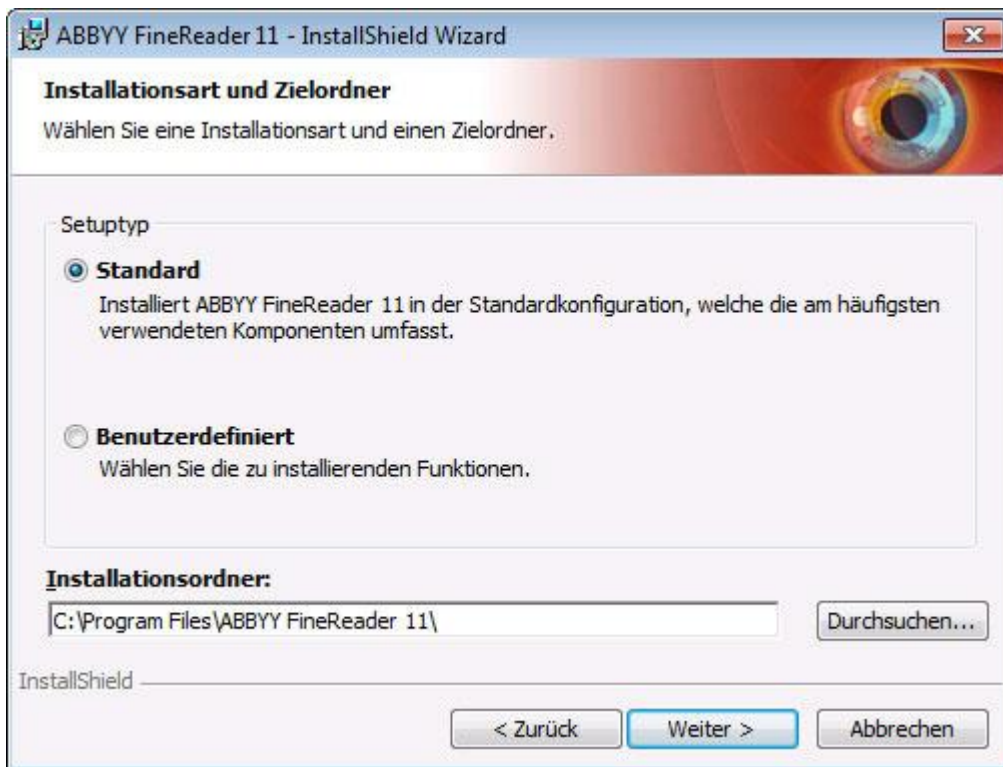 ABBYY FineReader 11 - InstallShield Wizard
Installationsart und Zielordner
Wählen Sie eine Installationsart und einen Zielordner.
Setuptyp
Standard
Installiert ABBYY FineReader 11 in der Standardkonfiguration, welche die am häufigsten
verwendeten Komponenten umfasst.
Benutzerdefiniert
Wählen Sie die zu installierenden Funktionen.
Installationsordner:
C:\Program Files\ABBYY FineReader 11\
Durchsuchen...
InstallShield
< Zurück
Weiter >
Abbrechen